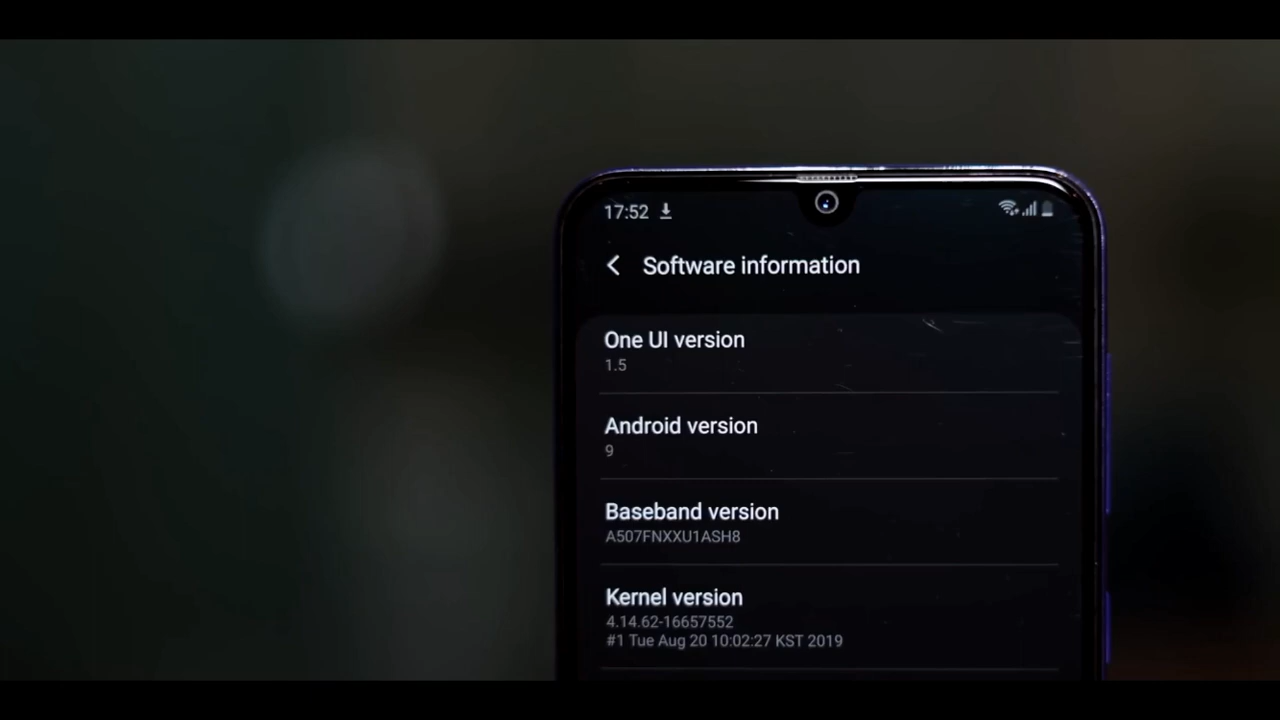 17:52
Software information
One UI version
1.5
Android version
9
Baseband version
A507FNXXU1ASH8
Kernel version
4.14.62-16657552
#1 Tue Aug 20 10:02:27 KST 2019